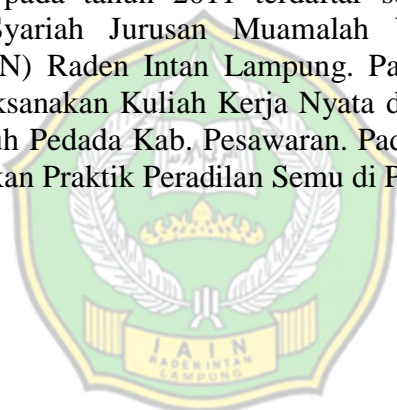 pada tahun 2011 terdaftar
Syariah Jurusan Muamalah
N) Raden Intan Lampung. Pa
ksanakan Kuliah Kerja Nyata d
uh Pedada Kab. Pesawaran. Pad
kan Praktik Peradilan Semu di P
I A I N
RADEN INTAN
LAMPUNG